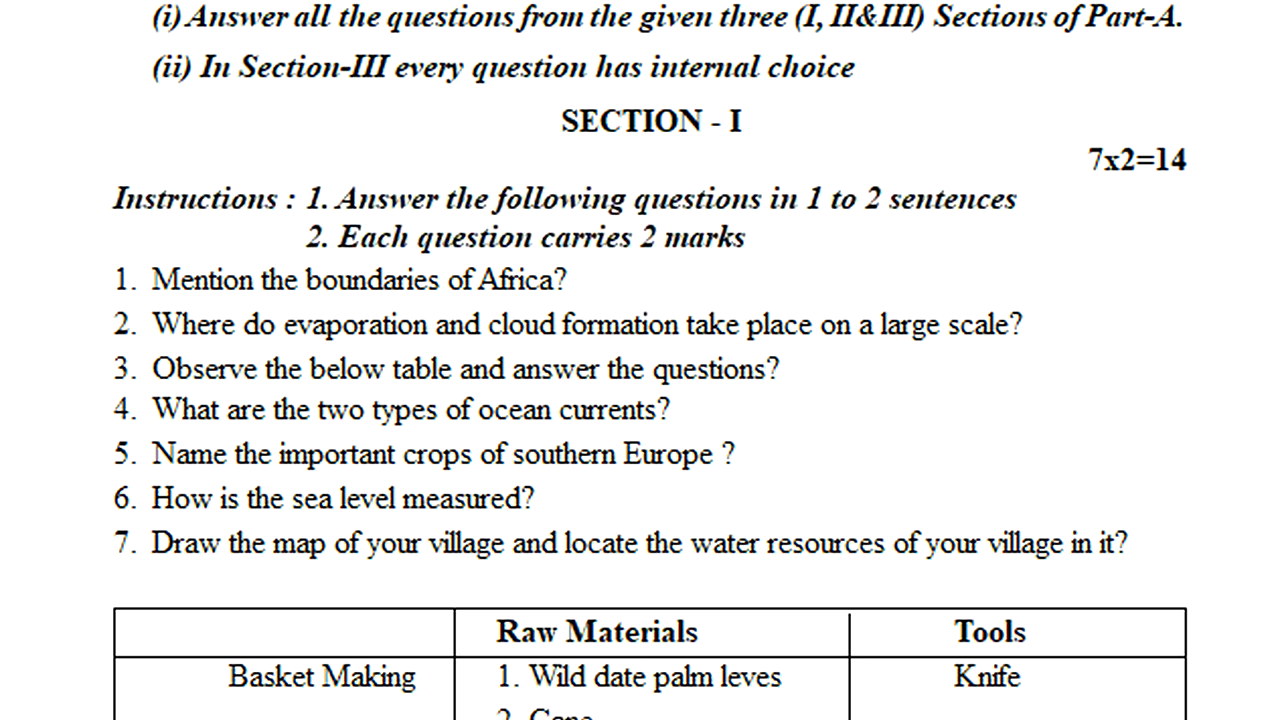 (i) Answer all the questions from the given three (I, II&III) Sections of Part-A.
(ii) In Section-III every question has internal choice
SECTION - I
7x2=14
Instructions : 1. Answer the following questions in 1 to 2 sentences
2. Each question carries 2 marks
1. Mention the boundaries of Africa?
2. Where do evaporation and cloud formation take place on a large scale?
3. Observe the below table and answer the questions?
4. What are the two types of ocean currents?
5. Name the important crops of southern Europe ?
6. How is the sea level measured?
7. Draw the map of your village and locate the water resources of your village in it?
Raw Materials Tools
Basket Making 1. Wild date palm leves Knife